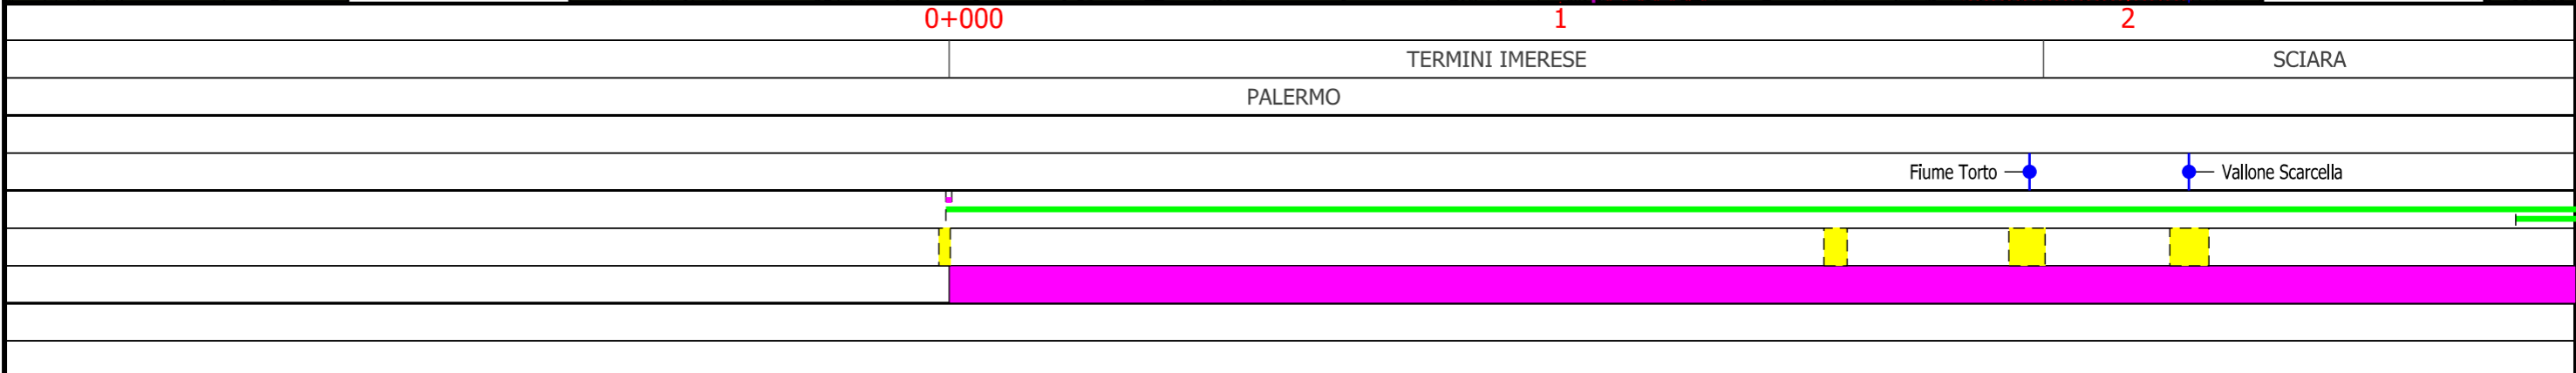 0+000 1 2
TERMINI IMERESE SCIARA
PALERMO
Fiume Torto Vallone Scarcella